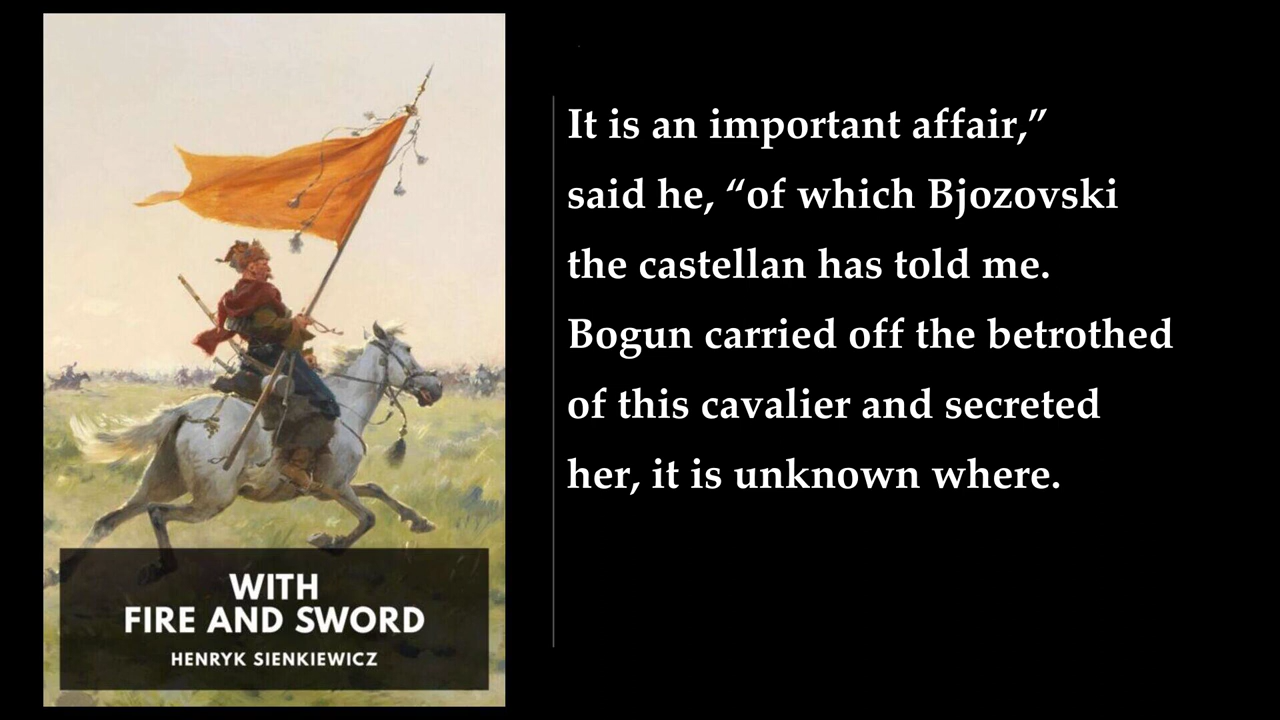 It is an important affair,”
said he, “of which Bjozovski
the castellan has told me.
Bogun carried off the betrothed
of this cavalier and secreted
her, it is unknown where.
WITH
FIRE AND SWORD
HENRYK SIENKIEWICZ